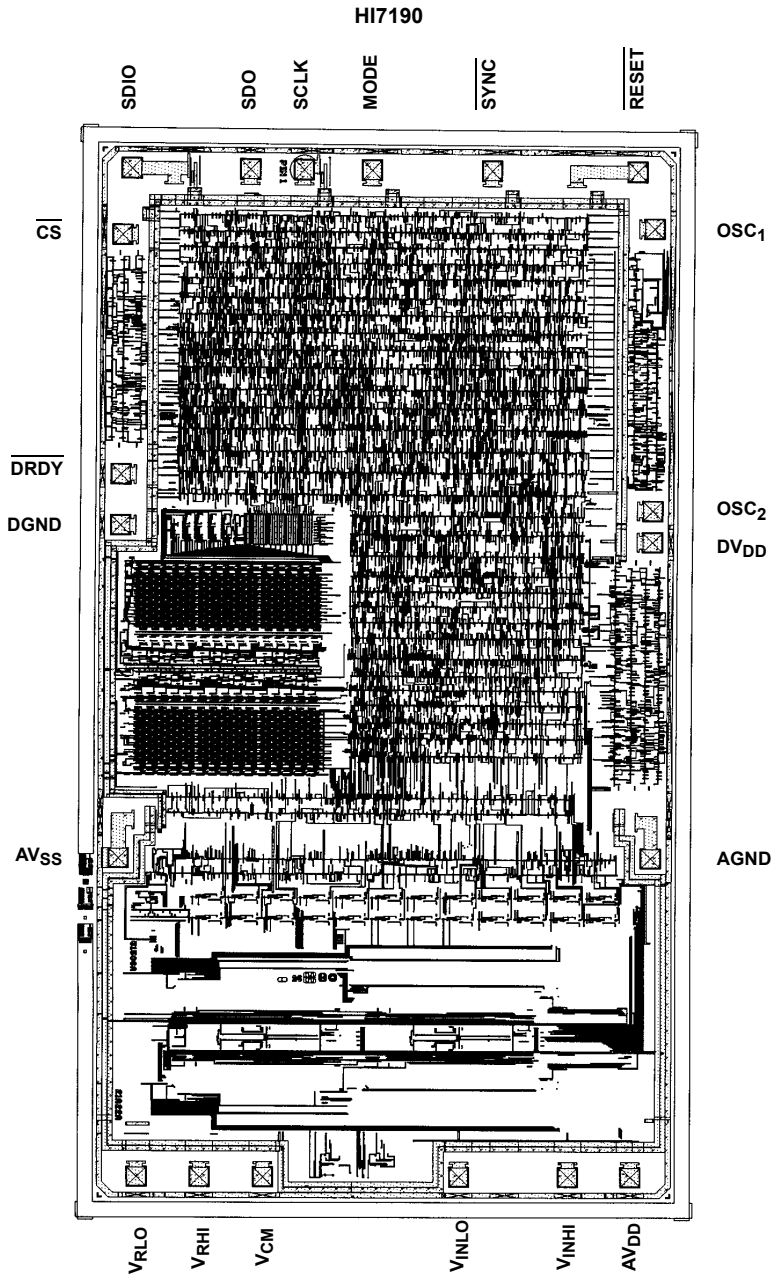 HI7190
SDIO
SDO
SCLK
MODE
SYNC
RESET
CS
OSC1
DRDY
OSC2
DGND
DVDD
AVSS
AGND
VRLO
VRHI
VCM
VINLO
VINHI
AVDD